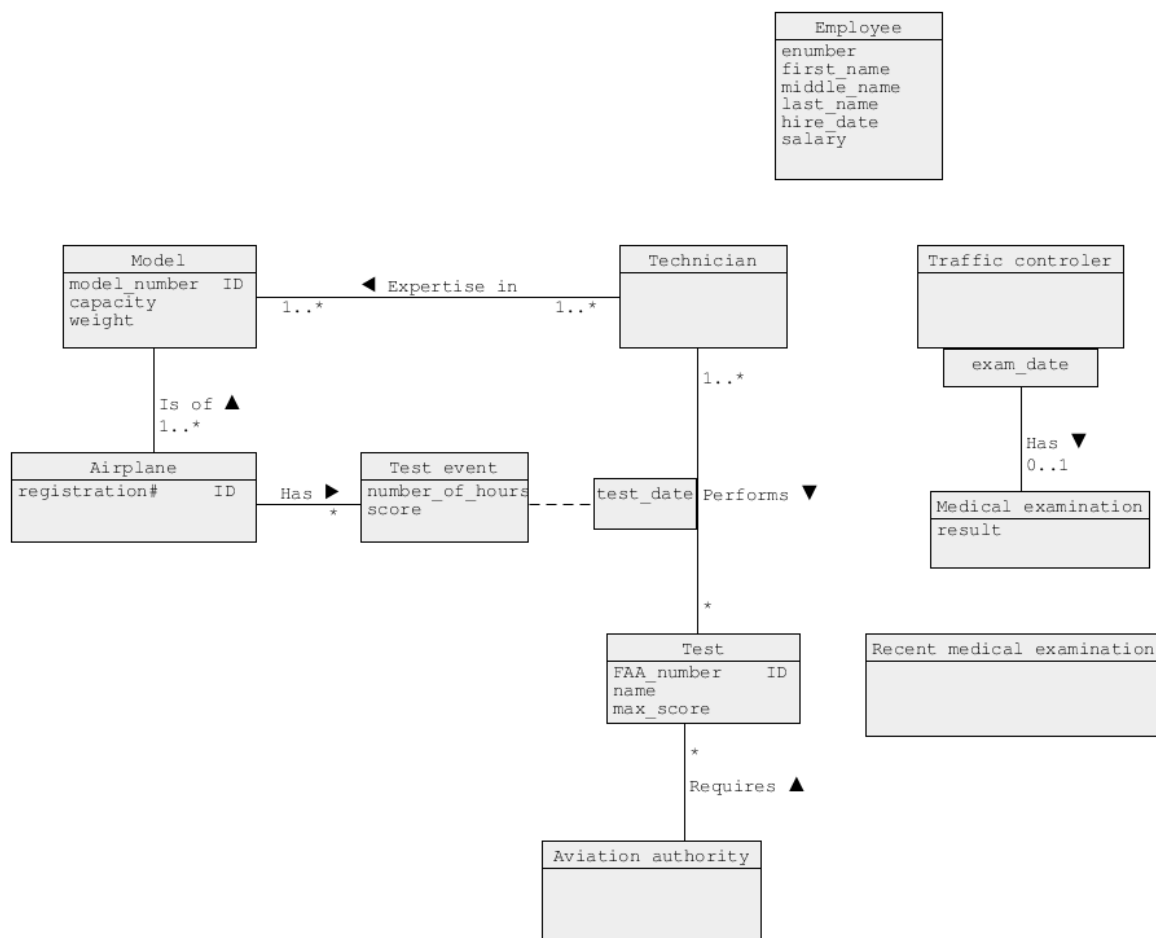 Employee
enumber
first_name
middle_name
last_name
hire_date
salary
Model
model_number ID
capacity
weight
◀ Expertise in
1..*
1..*
Technician
Traffic controler
exam_date
1..*
Is of ▲
1..*
Has ▼
0..1
Airplane
registration# ID
Has ▶
*
Test event
number_of_hours
score
test_date
Performs ▼
Medical examination
result
*
Test
FAA_number ID
name
max_score
Recent medical examination
*
Requires ▲
Aviation authority